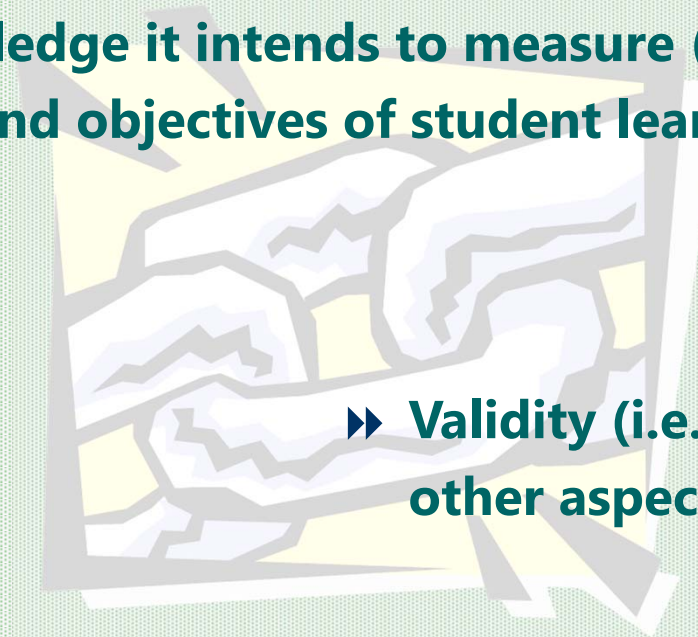 ledge it intends to measure (
nd objectives of student lear
Validity (i.e.
other aspec